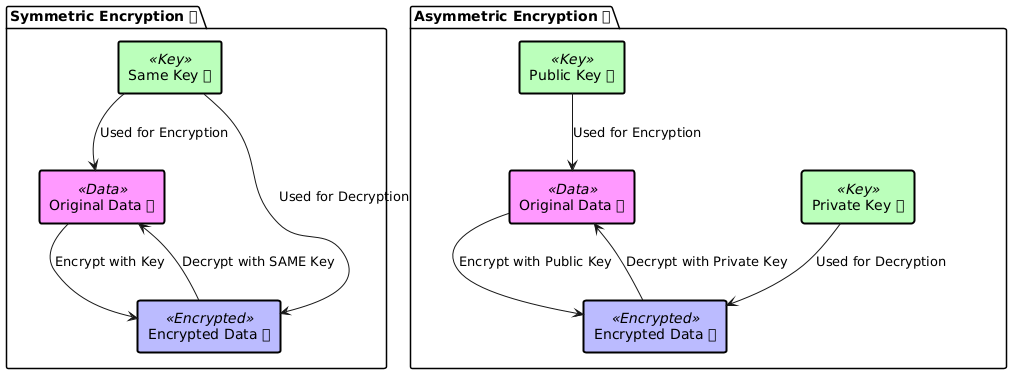 Symmetric Encryption
«Key»
Same Key
Used for Encryption
Used for Decryption
«Data»
Original Data
Encrypt with Key
Decrypt with SAME Key
«Encrypted»
Encrypted Data
Asymmetric Encryption
«Key»
Public Key
Used for Encryption
«Data»
Original Data
«Key»
Private Key
Encrypt with Public Key
Decrypt with Private Key
Used for Decryption
«Encrypted»
Encrypted Data